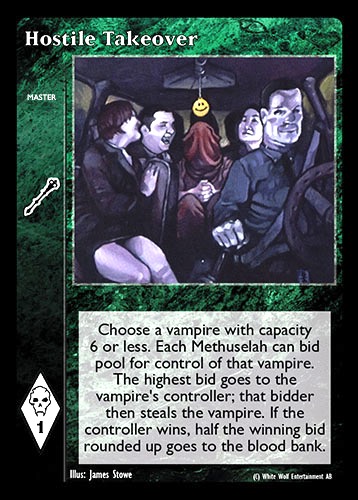 Hostile Takeover
MASTER
Choose a vampire with capacity
6 or less. Each Methuselah can bid
pool for control of that vampire.
The highest bid goes to the
vampire's controller; that bidder
then steals the vampire. If the
controller wins, half the winning bid
rounded up goes to the blood bank.
1
Illus: James Stowe
(C) White Wolf Entertainment AB